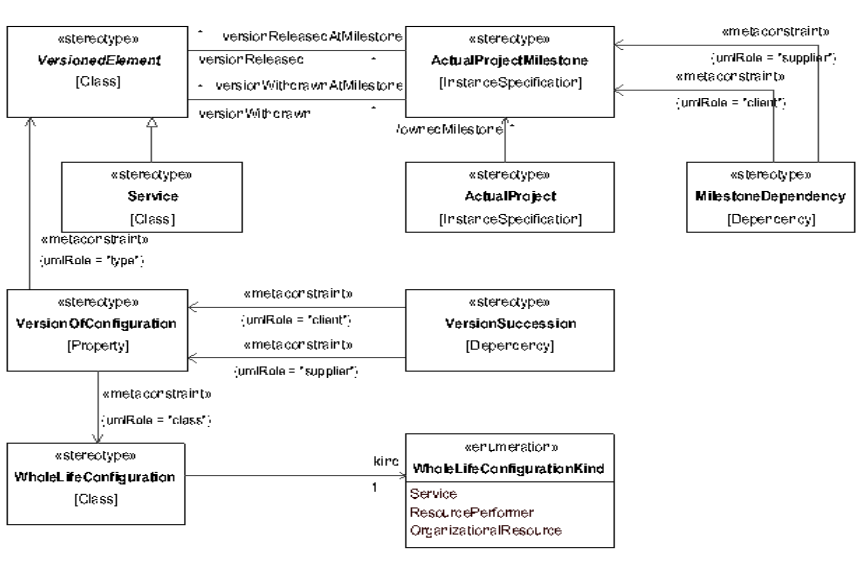 «stereotype»
VersionedElement
[Class]
* versionReleasedAtMilestone
versionReleased *
* versionWithdrawnAtMilestone
versionWithdrawn *
«stereotype»
ActualProjectMilestone
[InstanceSpecification]
«metaconstraint»
{umlRole = "supplier"}
«metaconstraint»
{umlRole = "client"}
/ownedMilestone *
«stereotype»
Service
[Class]
«stereotype»
ActualProject
[InstanceSpecification]
«stereotype»
MilestoneDependency
[Dependency]
«metaconstraint»
{umlRole = "type"}
«stereotype»
VersionOfConfiguration
[Property]
«metaconstraint»
{umlRole = "client"}
«metaconstraint»
{umlRole = "supplier"}
«stereotype»
VersionSuccession
[Dependency]
«metaconstraint»
{umlRole = "class"}
«stereotype»
WholeLifeConfiguration
[Class]
kind
1
«enumeration»
WholeLifeConfigurationKind
Service
ResourcePerformer
OrganizationalResource